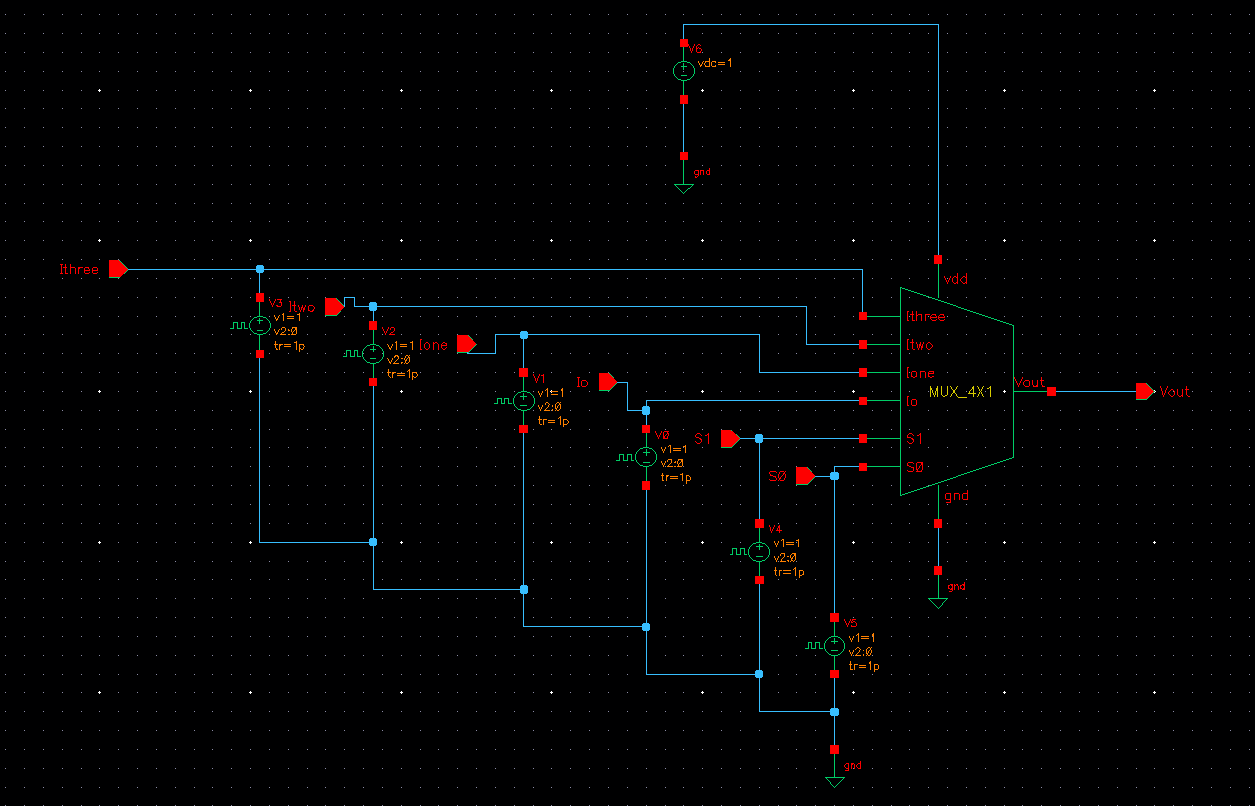 V6
vdc=1
gnd
Ithree
vdd
V3
v1=1
v2:0
tr=1p
Itwo
V2
v1=1
v2:0
tr=1p
Ione
V1
v1=1
v2:0
tr=1p
Io
V0
v1=1
v2:0
tr=1p
S1
V4
v1=1
v2:0
tr=1p
S0
V5
v1=1
v2:0
tr=1p
gnd
Ithree
Itwo
Ione
Io
S1
S0
MUX_4X1
Vout
Vout
gnd
gnd